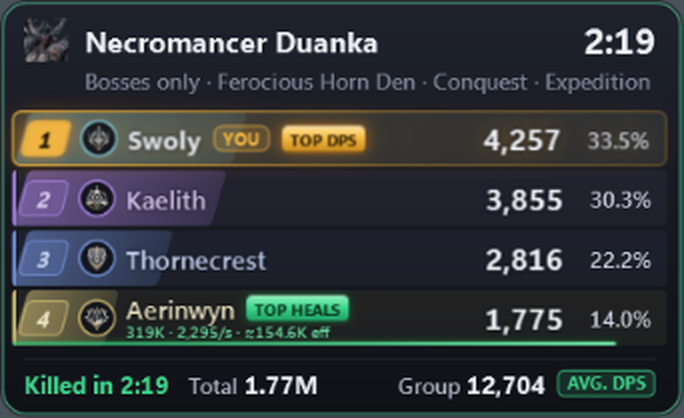 Necromancer Duanka 2:19
Bosses only · Ferocious Horn Den · Conquest · Expedition
1 Swoly YOU TOP DPS 4,257 33.5%
2 Kaelith 3,855 30.3%
3 Thornecrest 2,816 22.2%
4 Aerinwyn TOP HEALS 1,775 14.0%
319K · 2,295/s · ≈154.6K eff
Killed in 2:19 Total 1.77M Group 12,704 AVG. DPS